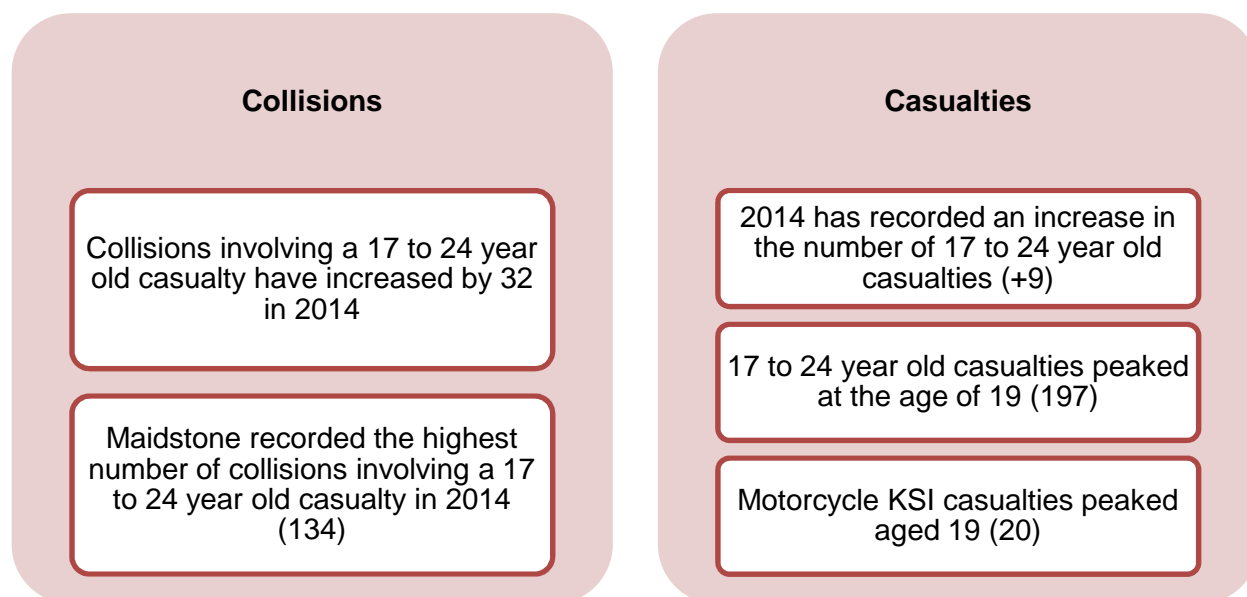 Collisions
Collisions involving a 17 to 24 year
old casualty have increased by 32
in 2014
Maidstone recorded the highest
number of collisions involving a 17
to 24 year old casualty in 2014
(134)
Casualties
2014 has recorded an increase in
the number of 17 to 24 year old
casualties (+9)
17 to 24 year old casualties peaked
at the age of 19 (197)
Motorcycle KSI casualties peaked
aged 19 (20)